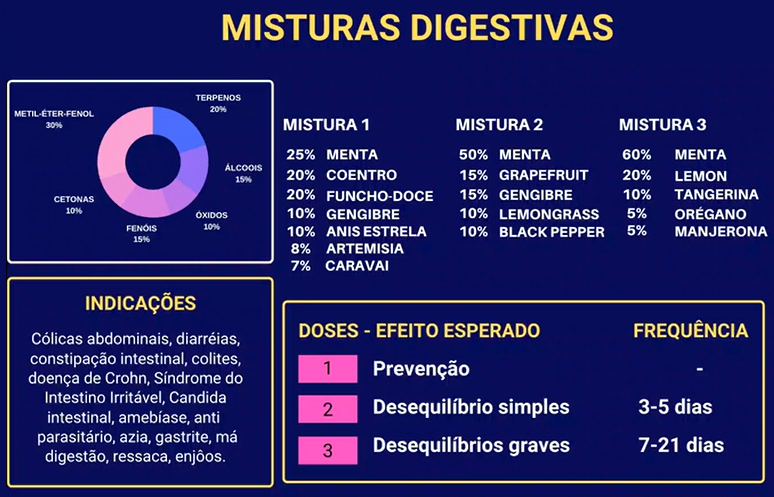 MISTURAS DIGESTIVAS
TERPENOS
20%
METIL-ÉTER-FENOL
30%
ÁLCOOIS
15%
CETONAS
10%
ÓXIDOS
10%
FENÓIS
15%
MISTURA 1
25% MENTA
20% COENTRO
20% FUNCHO-DOCE
10% GENGIBRE
10% ANIS ESTRELA
8% ARTEMISIA
7% CARAVAI
MISTURA 2
50% MENTA
15% GRAPEFRUIT
15% GENGIBRE
10% LEMONGRASS
10% BLACK PEPPER
MISTURA 3
60% MENTA
20% LEMON
10% TANGERINA
5% ORÉGANO
5% MANJERONA
INDICAÇÕES
Cólicas abdominais, diarréias,
constipação intestinal, colites,
doença de Crohn, Síndrome do
Intestino Irritável, Candida
intestinal, amebíase, anti
parasitário, azia, gastrite, má
digestão, ressaca, enjôos.
DOSES - EFEITO ESPERADO FREQUÊNCIA
1 Prevenção -
2 Desequilíbrio simples 3-5 dias
3 Desequilíbrios graves 7-21 dias